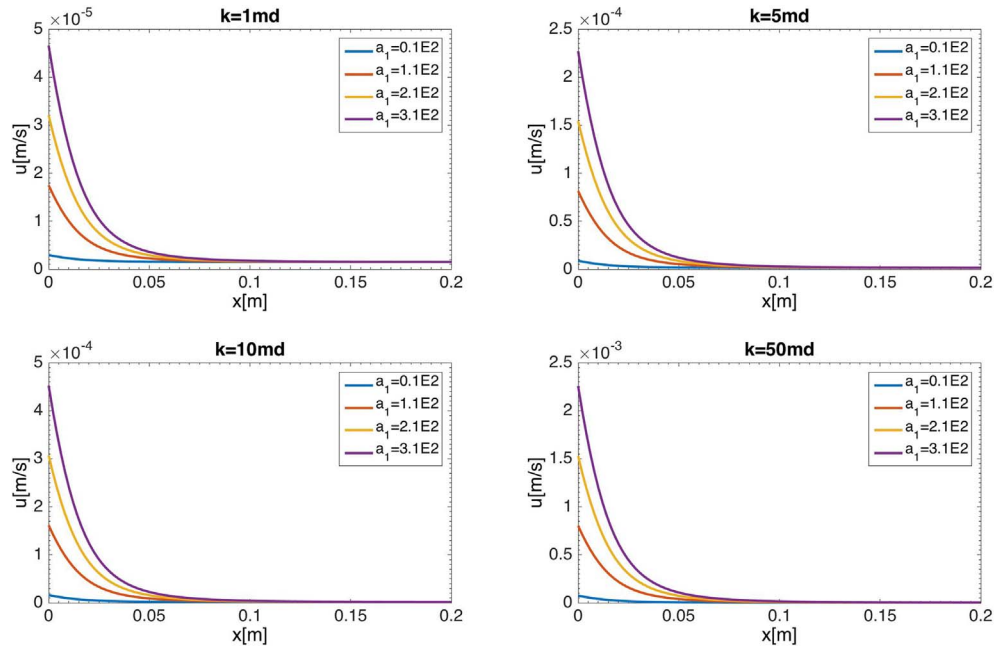 k=1md
×10⁻⁵
5
4
3
2
1
0
u[m/s]
0 0.05 0.1 0.15 0.2
x[m]
a₁=0.1E2
a₁=1.1E2
a₁=2.1E2
a₁=3.1E2
k=5md
×10⁻⁴
2.5
2
1.5
1
0.5
0
u[m/s]
0 0.05 0.1 0.15 0.2
x[m]
a₁=0.1E2
a₁=1.1E2
a₁=2.1E2
a₁=3.1E2
k=10md
×10⁻⁴
5
4
3
2
1
0
u[m/s]
0 0.05 0.1 0.15 0.2
x[m]
a₁=0.1E2
a₁=1.1E2
a₁=2.1E2
a₁=3.1E2
k=50md
×10⁻³
2.5
2
1.5
1
0.5
0
u[m/s]
0 0.05 0.1 0.15 0.2
x[m]
a₁=0.1E2
a₁=1.1E2
a₁=2.1E2
a₁=3.1E2